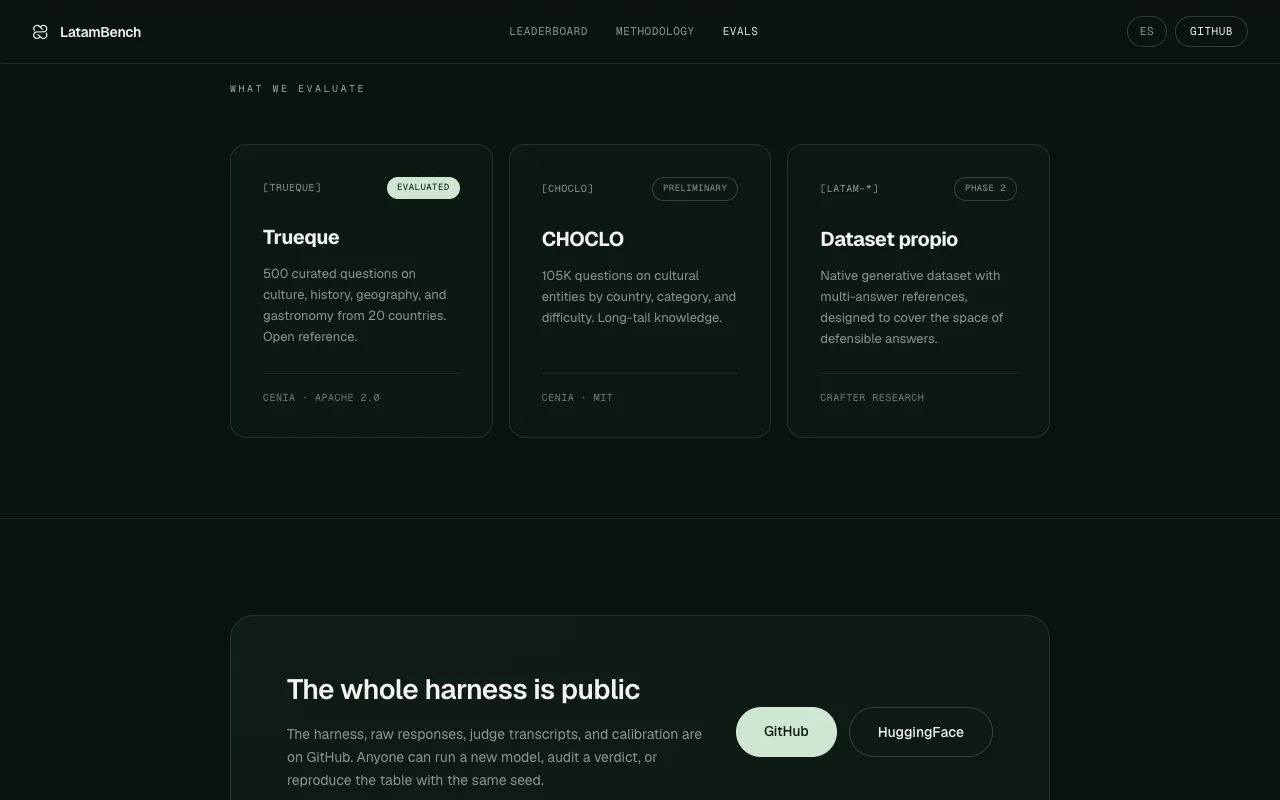 LatamBench
LEADERBOARD
METHODOLOGY
EVALS
ES
GITHUB
WHAT WE EVALUATE
[TRUEQUE]
EVALUATED
Trueque
500 curated questions on
culture, history, geography, and
gastronomy from 20 countries.
Open reference.
CENIA · APACHE 2.0
[CHOCLO]
PRELIMINARY
CHOCLO
105K questions on cultural
entities by country, category, and
difficulty. Long-tail knowledge.
CENIA · MIT
[LATAM-*]
PHASE 2
Dataset propio
Native generative dataset with
multi-answer references,
designed to cover the space of
defensible answers.
CRAFTER RESEARCH
The whole harness is public
The harness, raw responses, judge transcripts, and calibration are
on GitHub. Anyone can run a new model, audit a verdict, or
reproduce the table with the same seed.
GitHub
HuggingFace